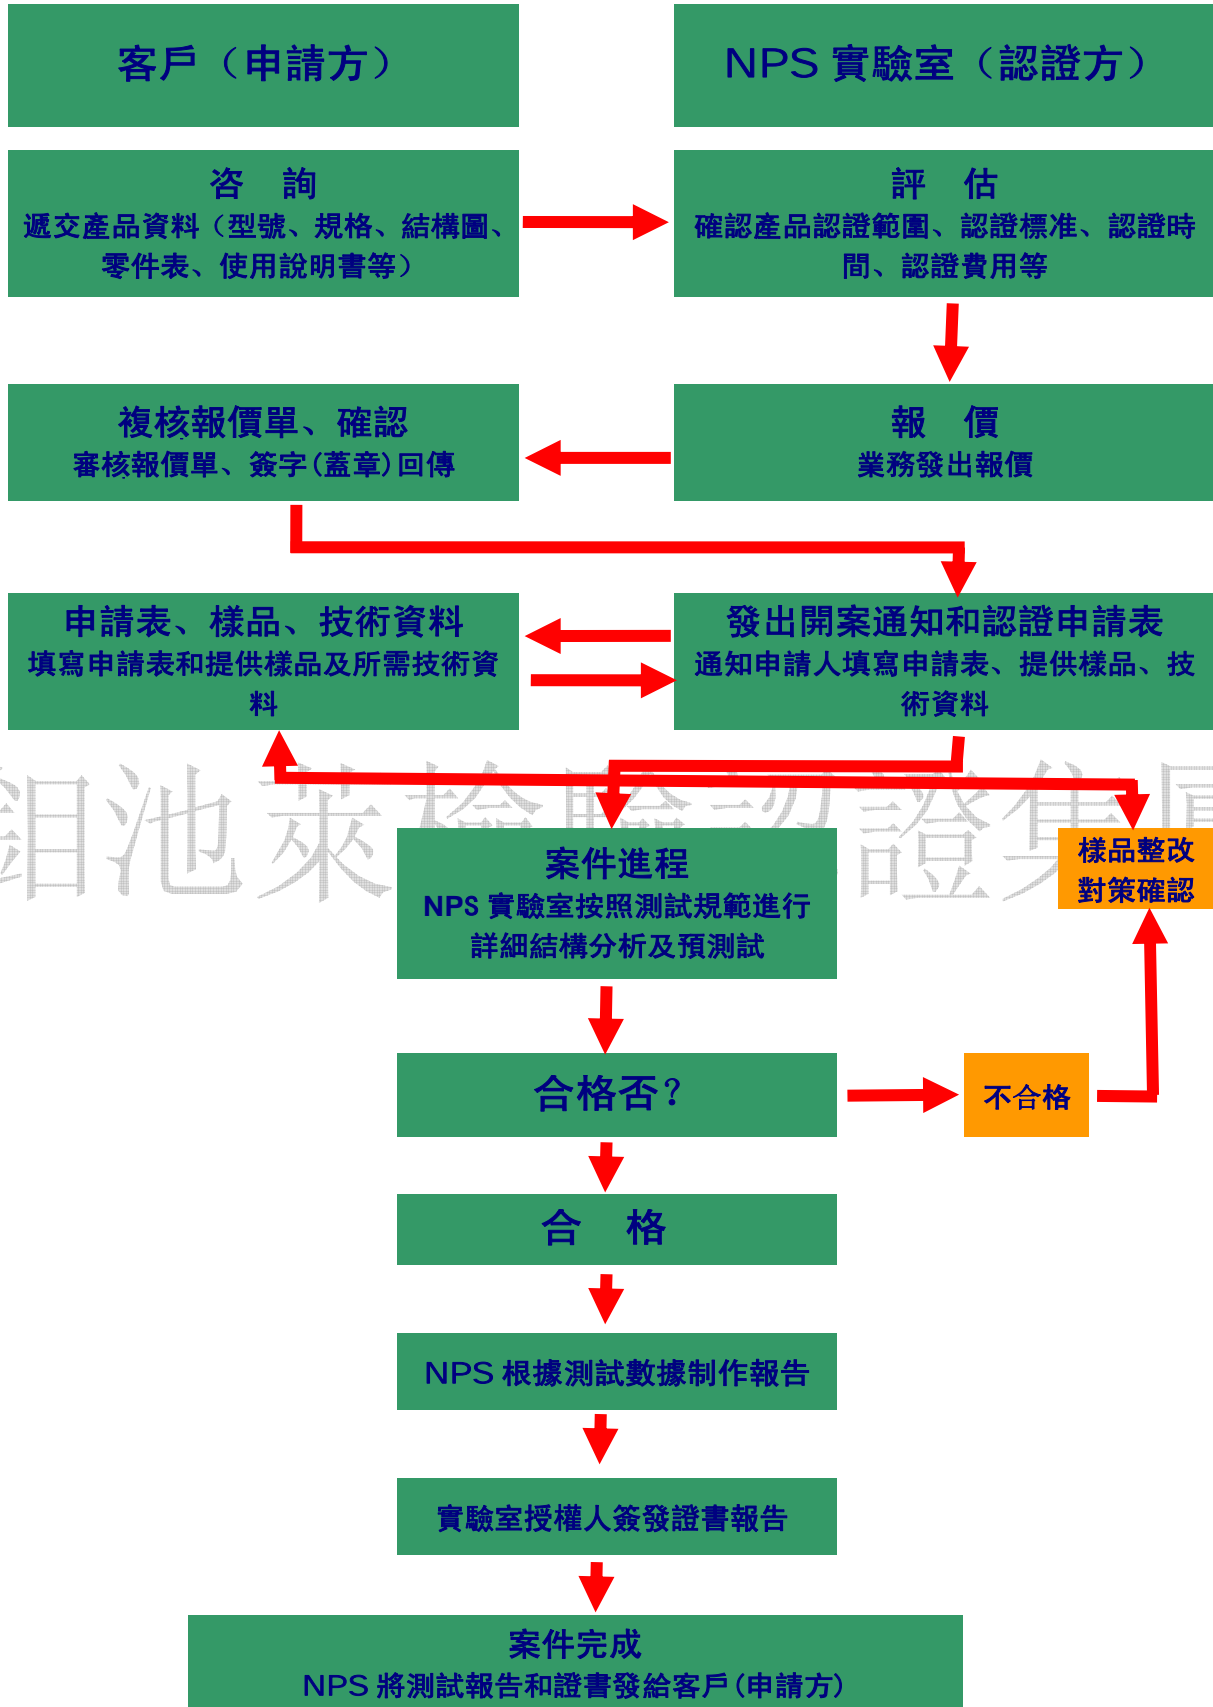 客戶（申請方）
NPS 實驗室（認證方）
咨 詢
遞交產品資料（型號、規格、結構圖、
零件表、使用說明書等）
評 估
確認產品認證範圍、認證標准、認證時
間、認證費用等
複核報價單、確認
審核報價單、簽字(蓋章)回傳
報 價
業務發出報價
申請表、樣品、技術資料
填寫申請表和提供樣品及所需技術資
料
發出開案通知和認證申請表
通知申請人填寫申請表、提供樣品、技
術資料
案件進程
NPS 實驗室按照測試規範進行
詳細結構分析及預測試
樣品整改
對策確認
合格否？
不合格
合 格
NPS 根據測試數據制作報告
實驗室授權人簽發證書報告
案件完成
NPS 將測試報告和證書發給客戶(申請方)
池萊檢驗認證集